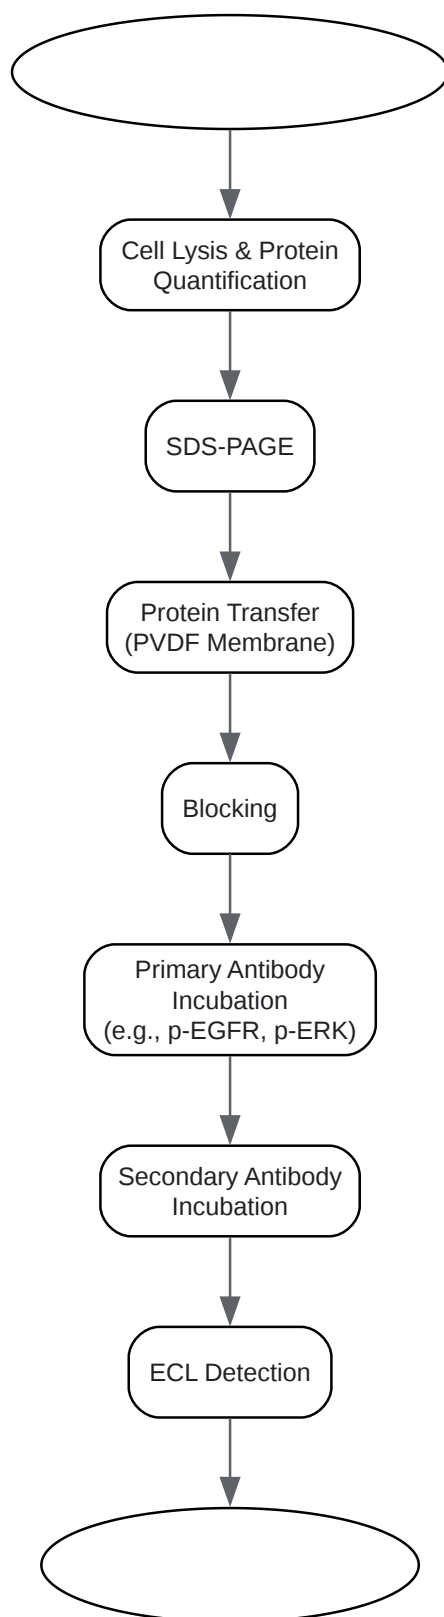 Cell Lysis & Protein
Quantification
SDS-PAGE
Protein Transfer
(PVDF Membrane)
Blocking
Primary Antibody
Incubation
(e.g., p-EGFR, p-ERK)
Secondary Antibody
Incubation
ECL Detection